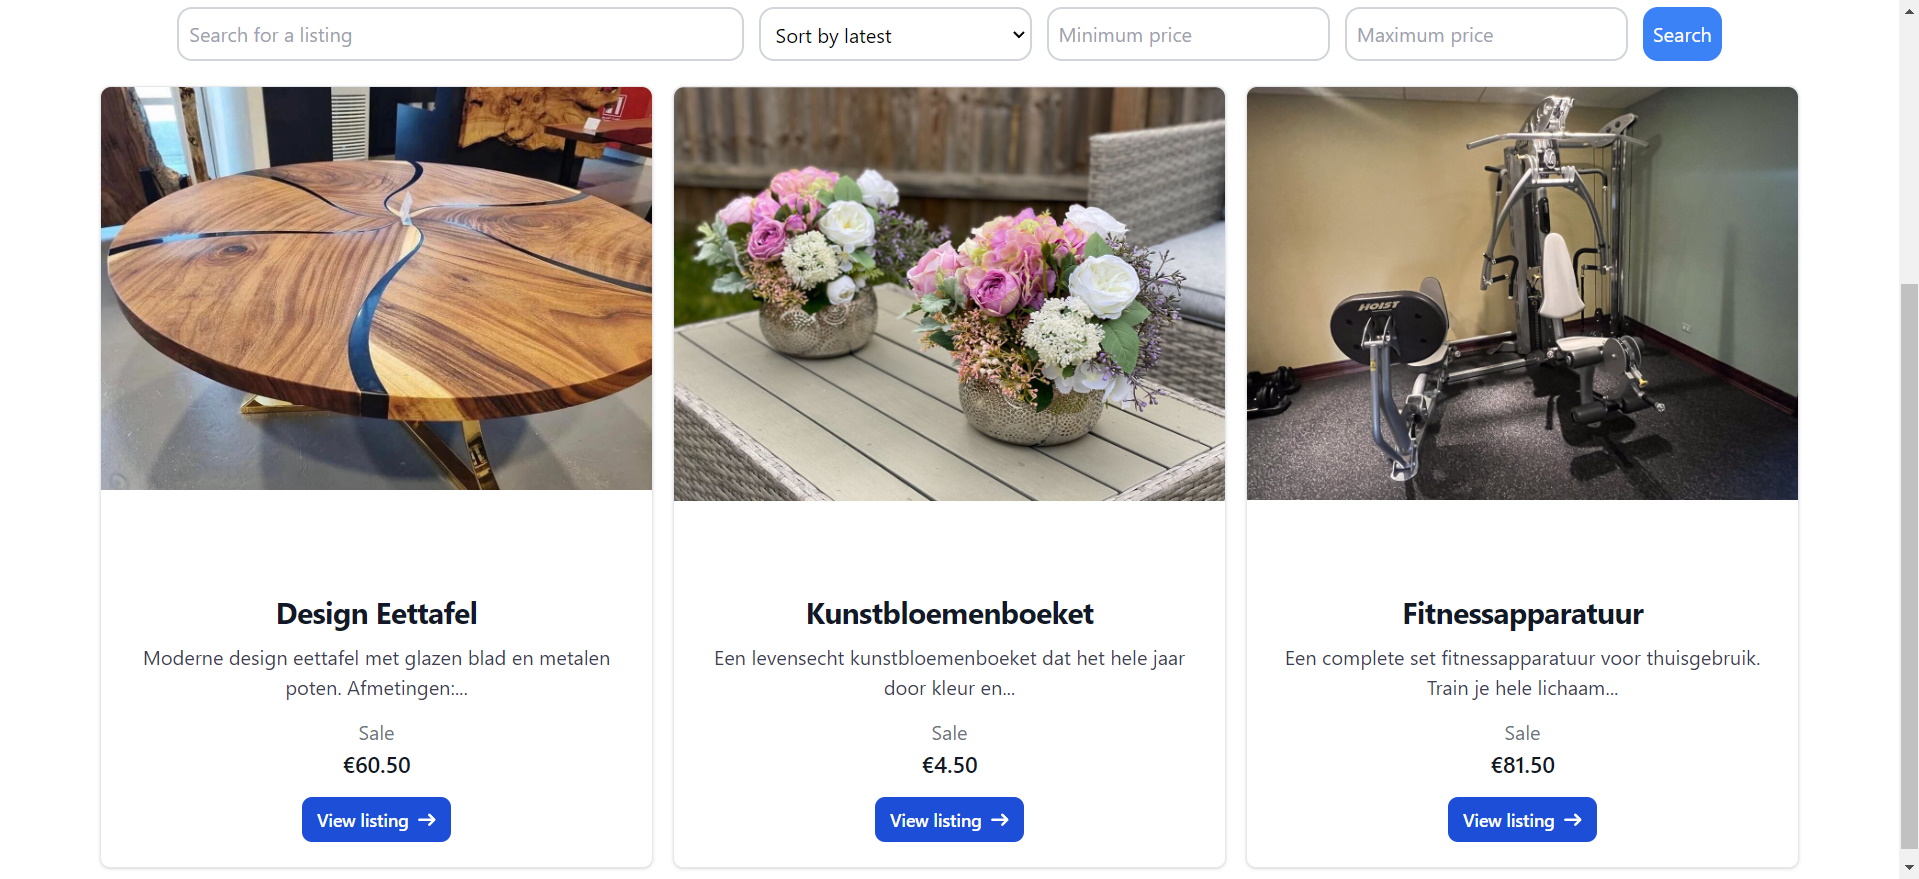 Search for a listing
Sort by latest
Minimum price
Maximum price
Search
HOIST
Design Eettafel
Moderne design eettafel met glazen blad en metalen
poten. Afmetingen:...
Sale
€60.50
View listing →
Kunstbloemenboeket
Een levensecht kunstbloemenboeket dat het hele jaar
door kleur en...
Sale
€4.50
View listing →
Fitnessapparatuur
Een complete set fitnessapparatuur voor thuisgebruik.
Train je hele lichaam...
Sale
€81.50
View listing →